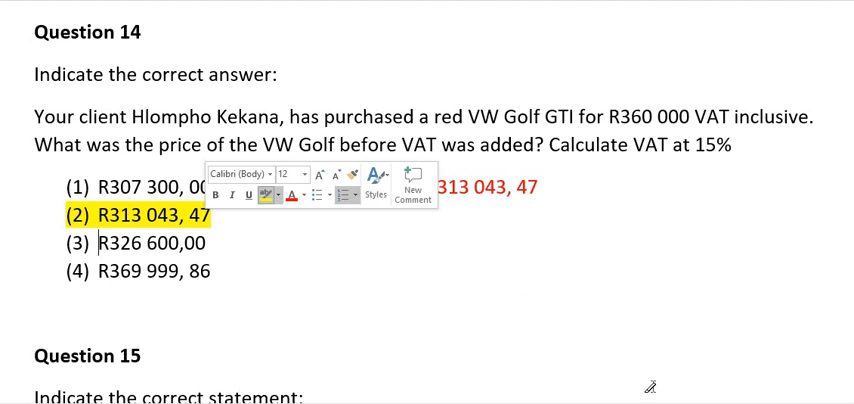 Question 14
Indicate the correct answer:
Your client Hlompho Kekana, has purchased a red VW Golf GTI for R360 000 VAT inclusive.
What was the price of the VW Golf before VAT was added? Calculate VAT at 15%
Calibri (Body) 12 A A A New
B I U aby A Styles Comment
(1) R307 300, 00 313 043, 47
(2) R313 043, 47
(3) R326 600,00
(4) R369 999, 86
Question 15
Indicate the correct statement: